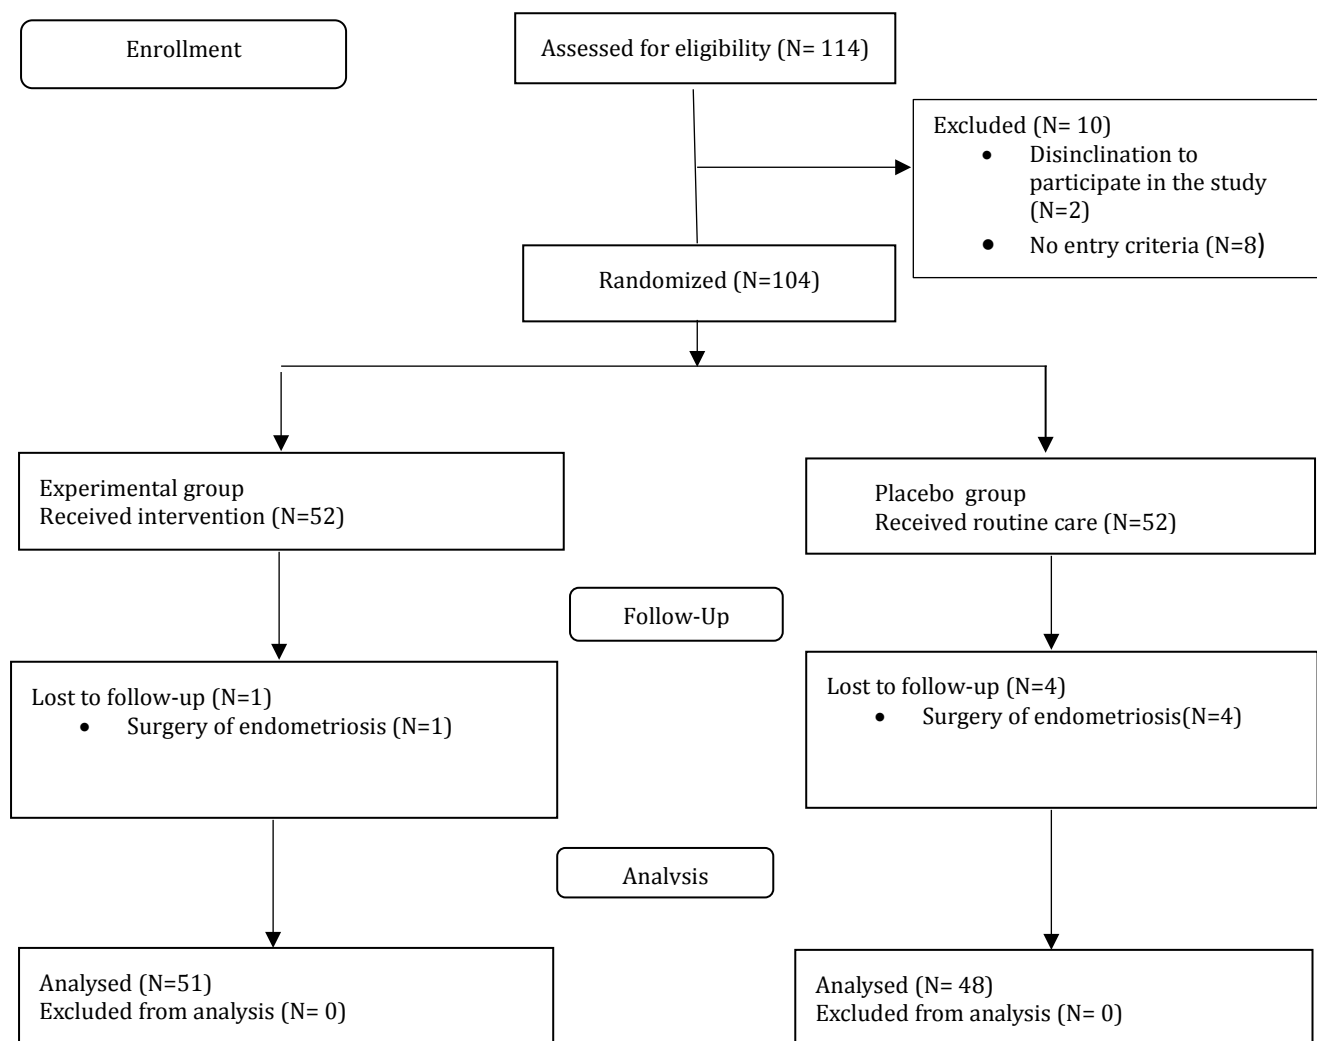 Enrollment
Assessed for eligibility (N= 114)
Excluded (N= 10)
• Disinclination to
participate in the study
(N=2)
• No entry criteria (N=8)
Randomized (N=104)
Experimental group
Received intervention (N=52)
Placebo group
Received routine care (N=52)
Follow-Up
Lost to follow-up (N=1)
• Surgery of endometriosis (N=1)
Lost to follow-up (N=4)
• Surgery of endometriosis(N=4)
Analysis
Analysed (N=51)
Excluded from analysis (N= 0)
Analysed (N= 48)
Excluded from analysis (N= 0)